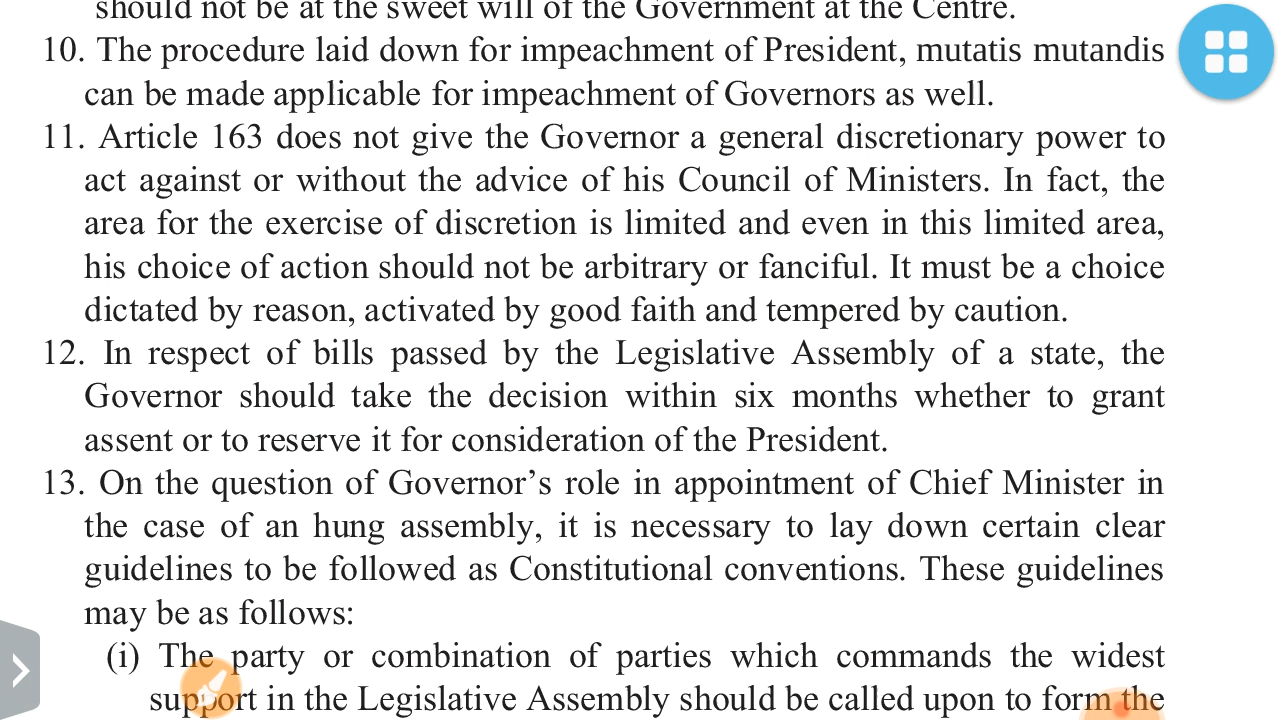 should not be at the sweet will of the Government at the Centre.
10. The procedure laid down for impeachment of President, mutatis mutandis
can be made applicable for impeachment of Governors as well.
11. Article 163 does not give the Governor a general discretionary power to
act against or without the advice of his Council of Ministers. In fact, the
area for the exercise of discretion is limited and even in this limited area,
his choice of action should not be arbitrary or fanciful. It must be a choice
dictated by reason, activated by good faith and tempered by caution.
12. In respect of bills passed by the Legislative Assembly of a state, the
Governor should take the decision within six months whether to grant
assent or to reserve it for consideration of the President.
13. On the question of Governor’s role in appointment of Chief Minister in
the case of an hung assembly, it is necessary to lay down certain clear
guidelines to be followed as Constitutional conventions. These guidelines
may be as follows:
(i) The party or combination of parties which commands the widest
support in the Legislative Assembly should be called upon to form the